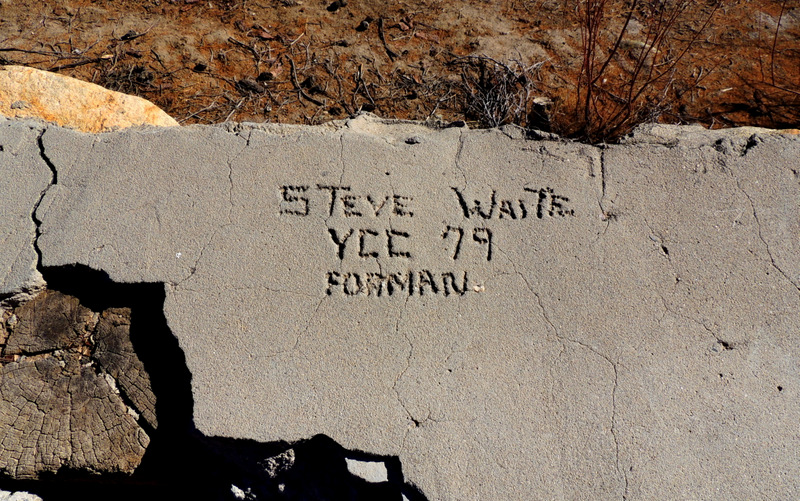 STEVE WAITE
YCC '79
FORMAN